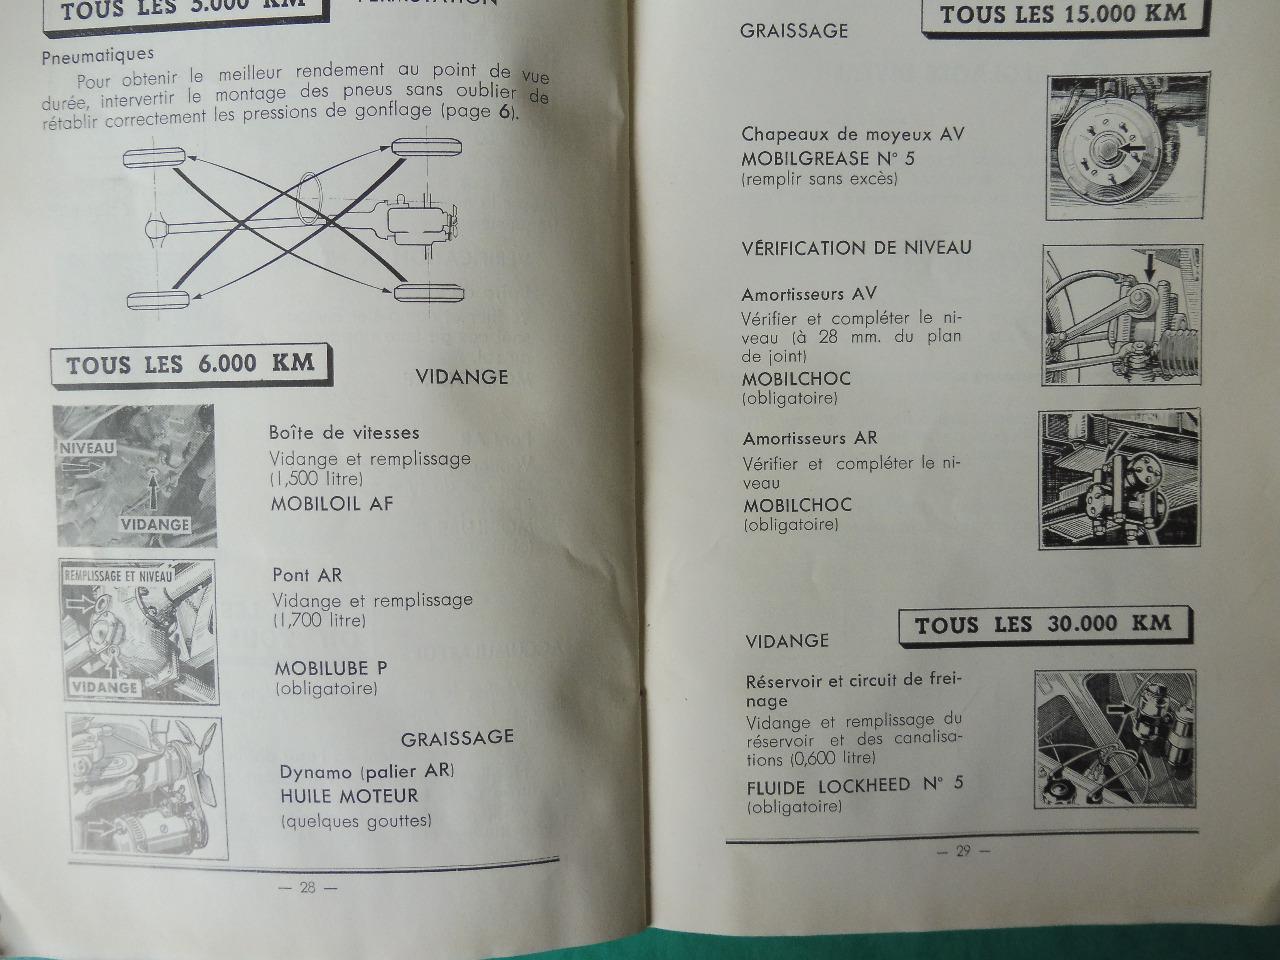 TOUS LES 5.000 KM
PERMUTATION
Pneumatiques
Pour obtenir le meilleur rendement au point de vue
durée, intervertir le montage des pneus sans oublier de
rétablir correctement les pressions de gonflage (page 6).
TOUS LES 6.000 KM
VIDANGE
NIVEAU
VIDANGE
Boîte de vitesses
Vidange et remplissage
(1,500 litre)
MOBILOIL AF
REMPLISSAGE ET NIVEAU
VIDANGE
Pont AR
Vidange et remplissage
(1,700 litre)
MOBILUBE P
(obligatoire)
GRAISSAGE
Dynamo (palier AR)
HUILE MOTEUR
(quelques gouttes)
— 28 —
TOUS LES 15.000 KM
GRAISSAGE
Chapeaux de moyeux AV
MOBILGREASE N° 5
(remplir sans excès)
VÉRIFICATION DE NIVEAU
Amortisseurs AV
Vérifier et compléter le ni-
veau (à 28 mm. du plan
de joint)
MOBILCHOC
(obligatoire)
Amortisseurs AR
Vérifier et compléter le ni-
veau
MOBILCHOC
(obligatoire)
TOUS LES 30.000 KM
VIDANGE
Réservoir et circuit de frei-
nage
Vidange et remplissage du
réservoir et des canalisa-
tions (0,600 litre)
FLUIDE LOCKHEED N° 5
(obligatoire)
— 29 —